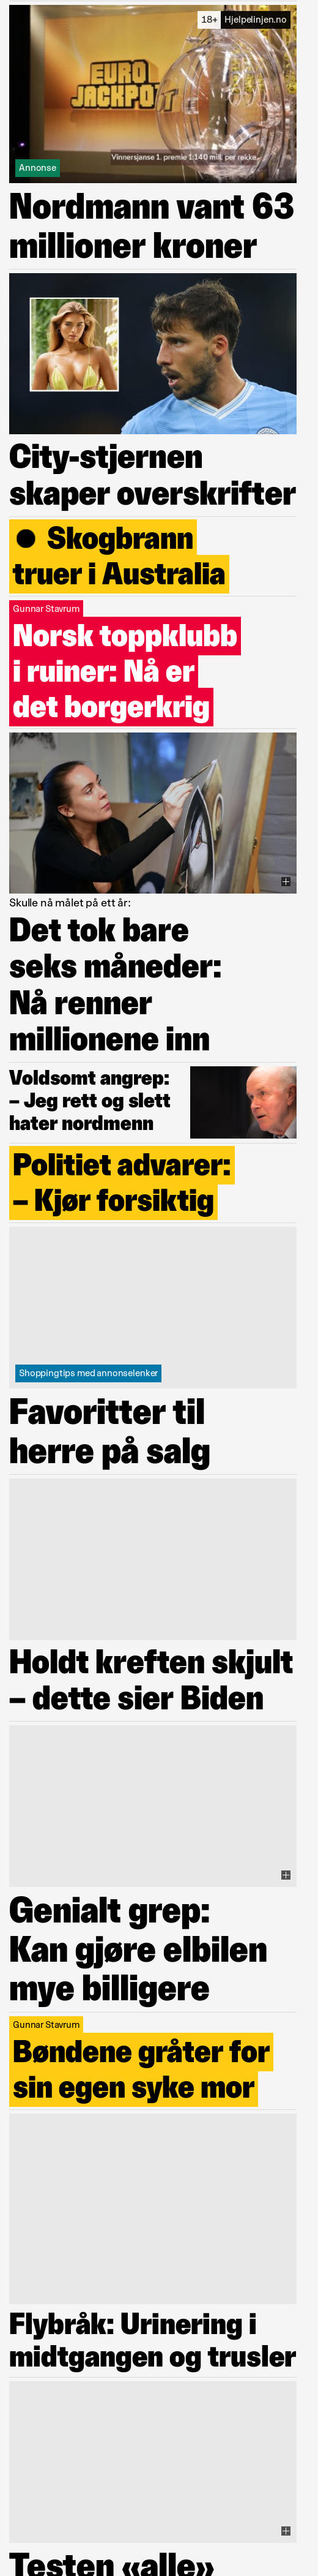 18+ Hjelpelinjen.no
EURO
JACKPOT
Vinnersjanse 1. premie 1:140 mill. per rekke.
Annonse
Nordmann vant 63
millioner kroner
City-stjernen
skaper overskrifter
● Skogbrann
truer i Australia
Gunnar Stavrum
Norsk toppklubb
i ruiner: Nå er
det borgerkrig
Skulle nå målet på ett år:
Det tok bare
seks måneder:
Nå renner
millionene inn
Voldsomt angrep:
– Jeg rett og slett
hater nordmenn
Politiet advarer:
– Kjør forsiktig
Shoppingtips med annonselenker
Favoritter til
herre på salg
Holdt kreften skjult
– dette sier Biden
Genialt grep:
Kan gjøre elbilen
mye billigere
Gunnar Stavrum
Bøndene gråter for
sin egen syke mor
Flybråk: Urinering i
midtgangen og trusler
Testen «alle»